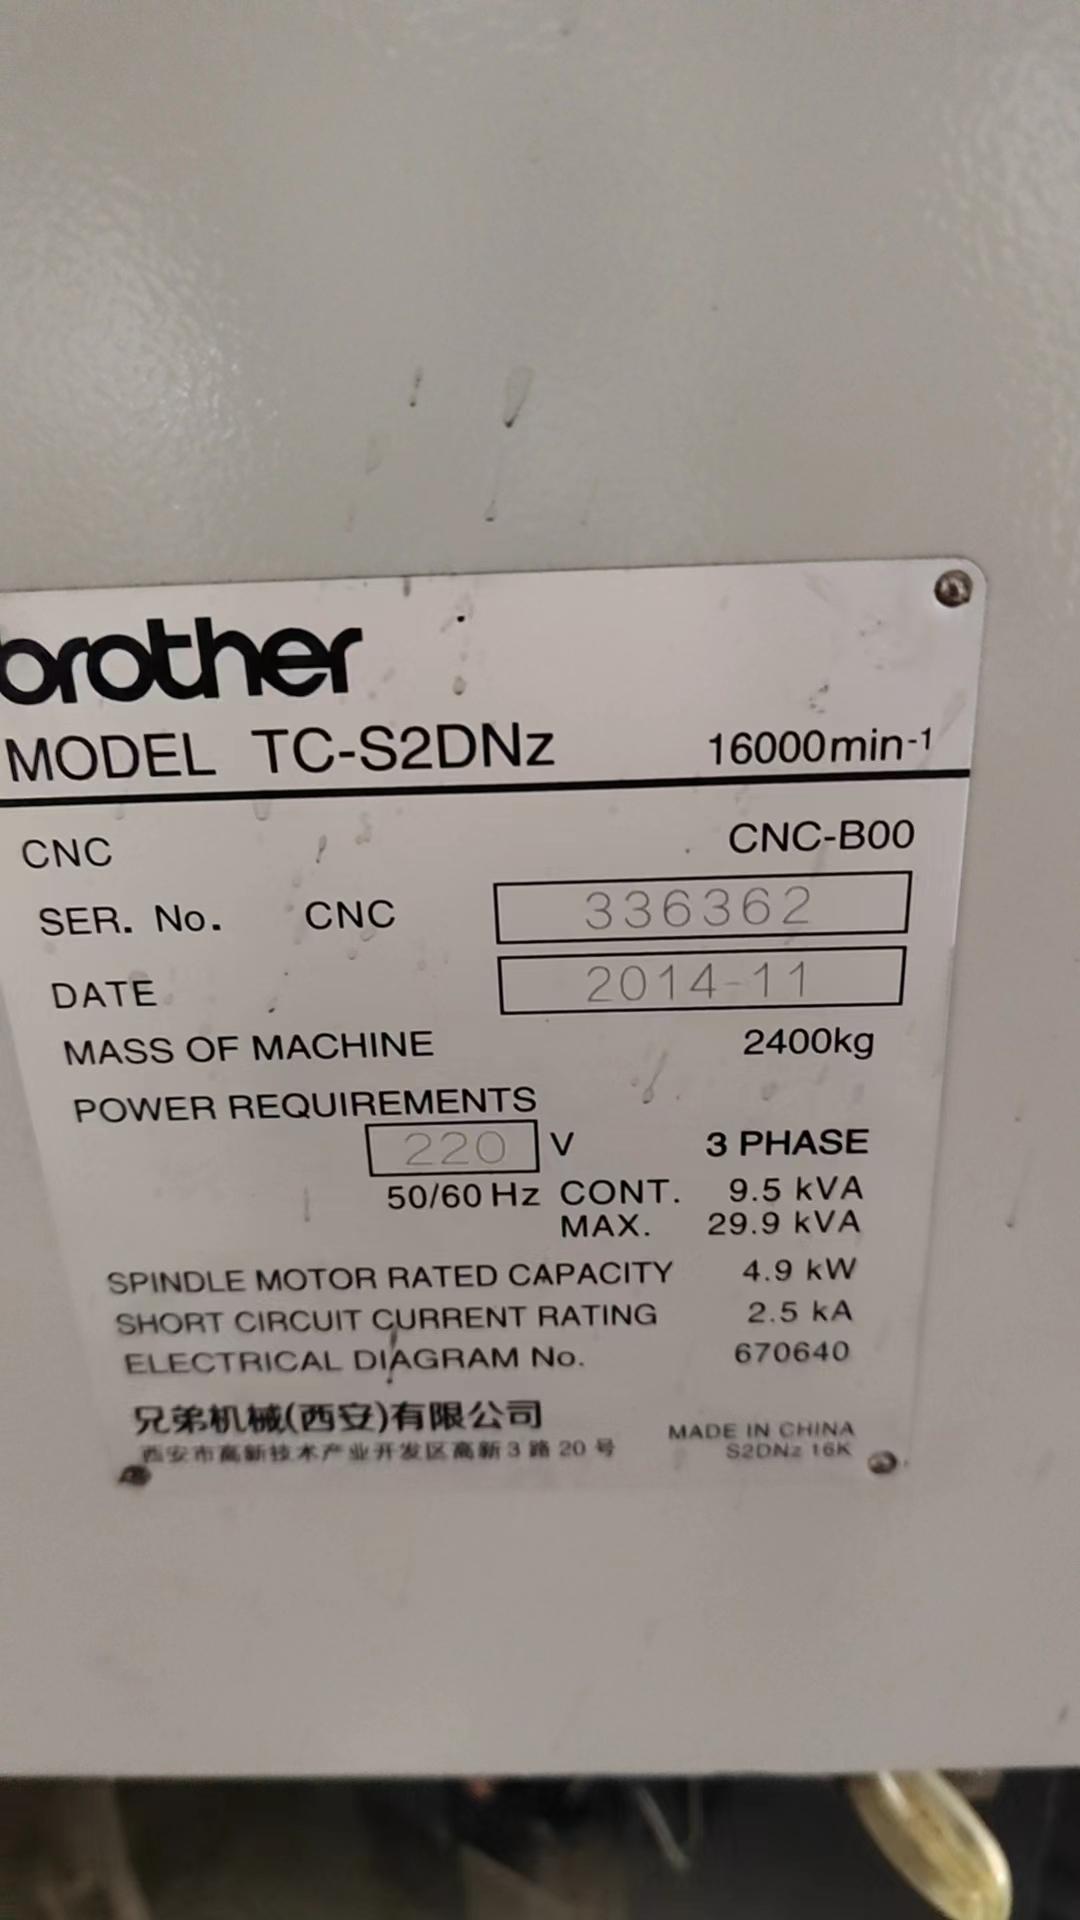 brother
MODEL TC-S2DNz 16000min-1
CNC CNC-B00
SER. No. CNC 336362
DATE 2014-11
MASS OF MACHINE 2400kg
POWER REQUIREMENTS
220 V 3 PHASE
50/60 Hz CONT. 9.5 kVA
MAX. 29.9 kVA
SPINDLE MOTOR RATED CAPACITY 4.9 kW
SHORT CIRCUIT CURRENT RATING 2.5 kA
ELECTRICAL DIAGRAM No. 670640
兄弟机械(西安)有限公司
西安市高新技术产业开发区高新3路20号
MADE IN CHINA
S2DNz 16K